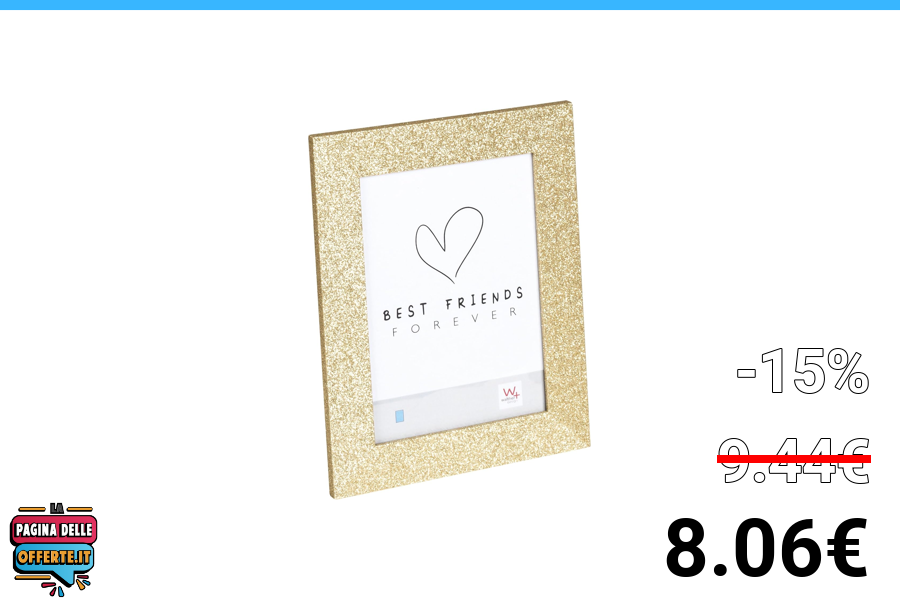 BEST FRIENDS
FOREVER
W+
-15%
9.44€
8.06€
LA
PAGINA DELLE
OFFERTE.IT